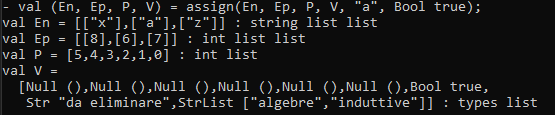 - val (En, Ep, P, V) = assign(En, Ep, P, V, "a", Bool true);
val En = [["x"],["a"],["z"]] : string list list
val Ep = [[8],[6],[7]] : int list list
val P = [5,4,3,2,1,0] : int list
val V =
  [Null (),Null (),Null (),Null (),Null (),Null (),Bool true,
   Str "da eliminare",StrList ["algebre","induttive"]] : types list